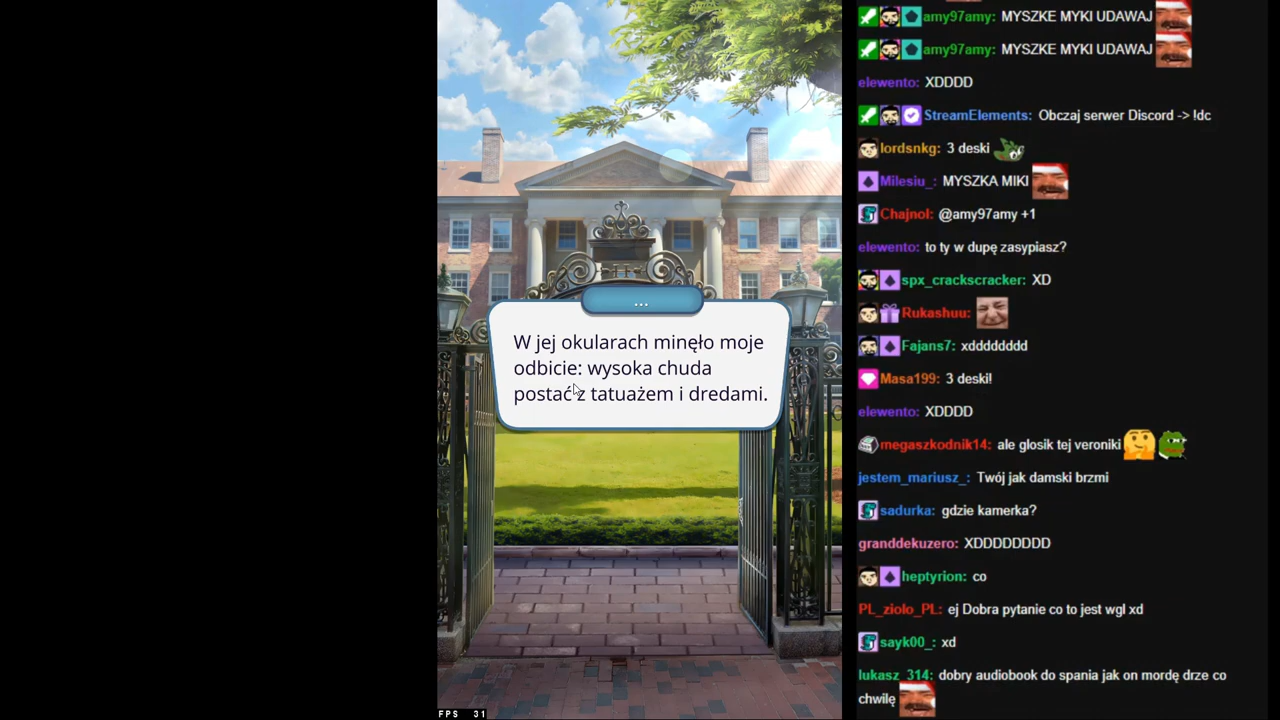 ...
W jej okularach minęło moje
odbicie: wysoka chuda
postać z tatuażem i dredami.
FPS 31
amy97amy: MYSZKE MYKI UDAWAJ
amy97amy: MYSZKE MYKI UDAWAJ
elewento: XDDDD
StreamElements: Obczaj serwer Discord -> !dc
lordsnkg: 3 deski
Milesiu_: MYSZKA MIKI
Chajnol: @amy97amy +1
elewento: to ty w dupę zasypiasz?
spx_crackscracker: XD
Rukashuu:
Fajans7: xdddddddd
Masa199: 3 deski!
elewento: XDDDD
megaszkodnik14: ale glosik tej veroniki
jestem_mariusz_: Twój jak damski brzmi
sadurka: gdzie kamerka?
granddekuzero: XDDDDDDDD
heptyrion: co
PL_ziolo_PL: ej Dobra pytanie co to jest wgl xd
sayk00_: xd
lukasz_314: dobry audiobook do spania jak on mordę drze co
chwilę